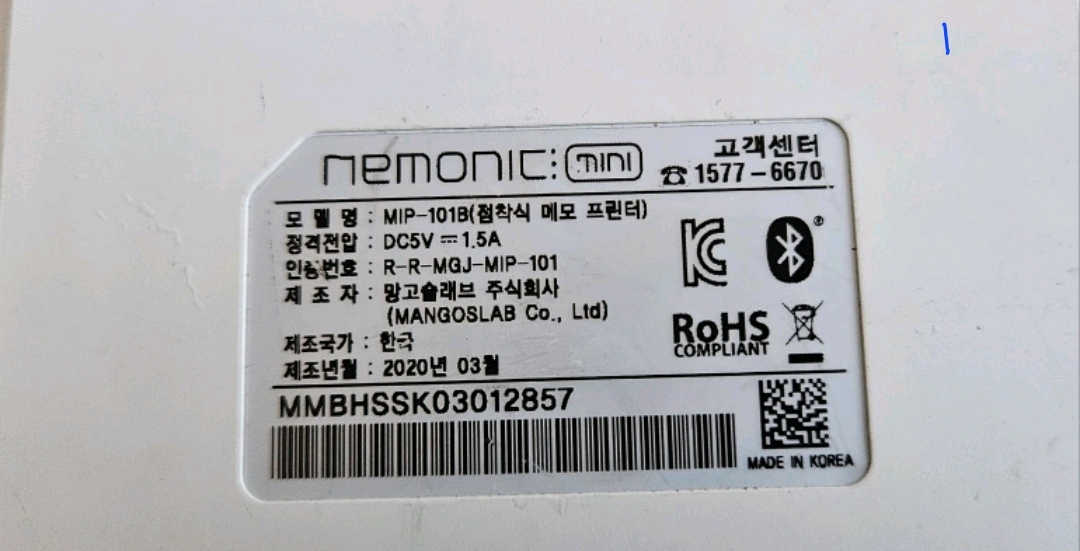 nemonic:mini
고객센터
☎ 1577-6670
모 델 명 : MIP-101B(점착식 메모 프린터)
정격전압 : DC5V ⎓ 1.5A
인증번호 : R-R-MGJ-MIP-101
제 조 자 : 망고슬래브 주식회사
(MANGOSLAB Co., Ltd)
제조국가 : 한국
제조년월 : 2020년 03월
KC
RoHS
COMPLIANT
MMBHSSK03012857
MADE IN KOREA